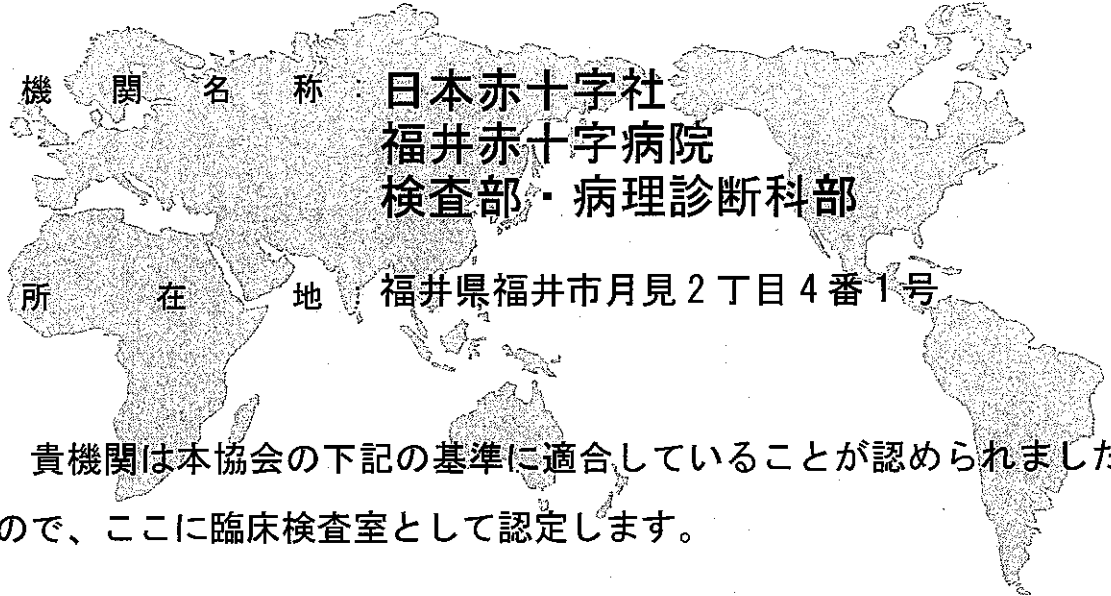 機関名称：日本赤十字社
福井赤十字病院
検査部・病理診断科部
所在地：福井県福井市月見２丁目４番１号
貴機関は本協会の下記の基準に適合していることが認められました
ので、ここに臨床検査室として認定します。